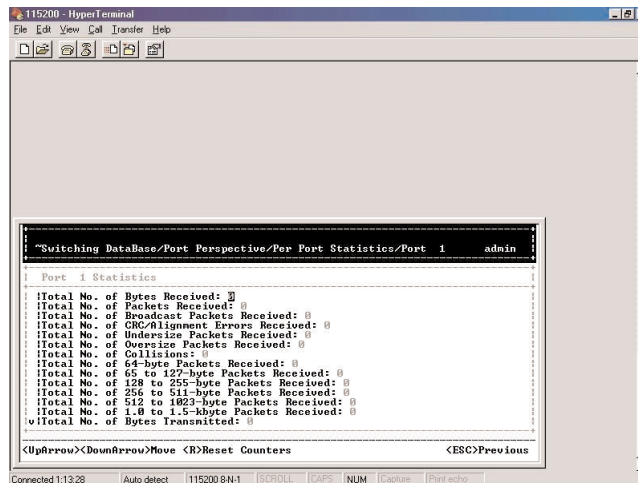 115200 - HyperTerminal
File Edit View Call Transfer Help
~Switching DataBase/Port Perspective/Per Port Statistics/Port 1 admin
Port 1 Statistics
Total No. of Bytes Received: 0
Total No. of Packets Received: 0
Total No. of Broadcast Packets Received: 0
Total No. of CRC/Alignment Errors Received: 0
Total No. of Undersize Packets Received: 0
Total No. of Oversize Packets Received: 0
Total No. of Collisions: 0
Total No. of 64-byte Packets Received: 0
Total No. of 65 to 127-byte Packets Received: 0
Total No. of 128 to 255-byte Packets Received: 0
Total No. of 256 to 511-byte Packets Received: 0
Total No. of 512 to 1023-byte Packets Received: 0
Total No. of 1.0 to 1.5-kbyte Packets Received: 0
v Total No. of Bytes Transmitted: 0
<UpArrow><DownArrow>Move <R>Reset Counters <ESC>Previous
Connected 1:13:28 Auto detect 115200 8-N-1 SCROLL CAPS NUM Capture Print echo